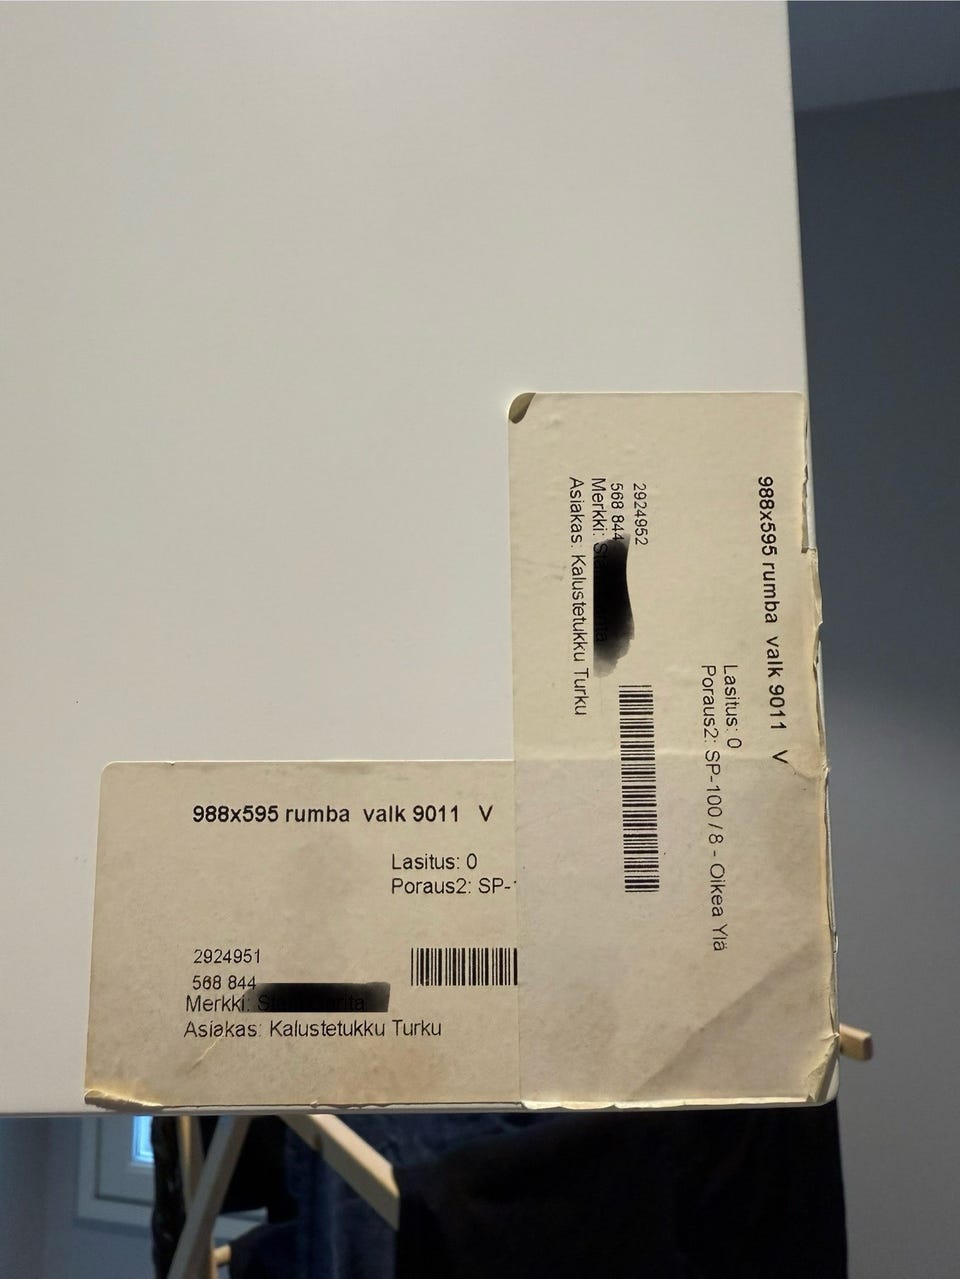 988x595 rumba valk 9011 V
Lasitus: 0
Poraus2: SP-100 / 8 - Oikea Ylä
2924952
568 844
Merkki:
Asiakas: Kalustetukku Turku
988x595 rumba valk 9011 V
Lasitus: 0
Poraus2: SP-
2924951
568 844
Merkki:
Asiakas: Kalustetukku Turku